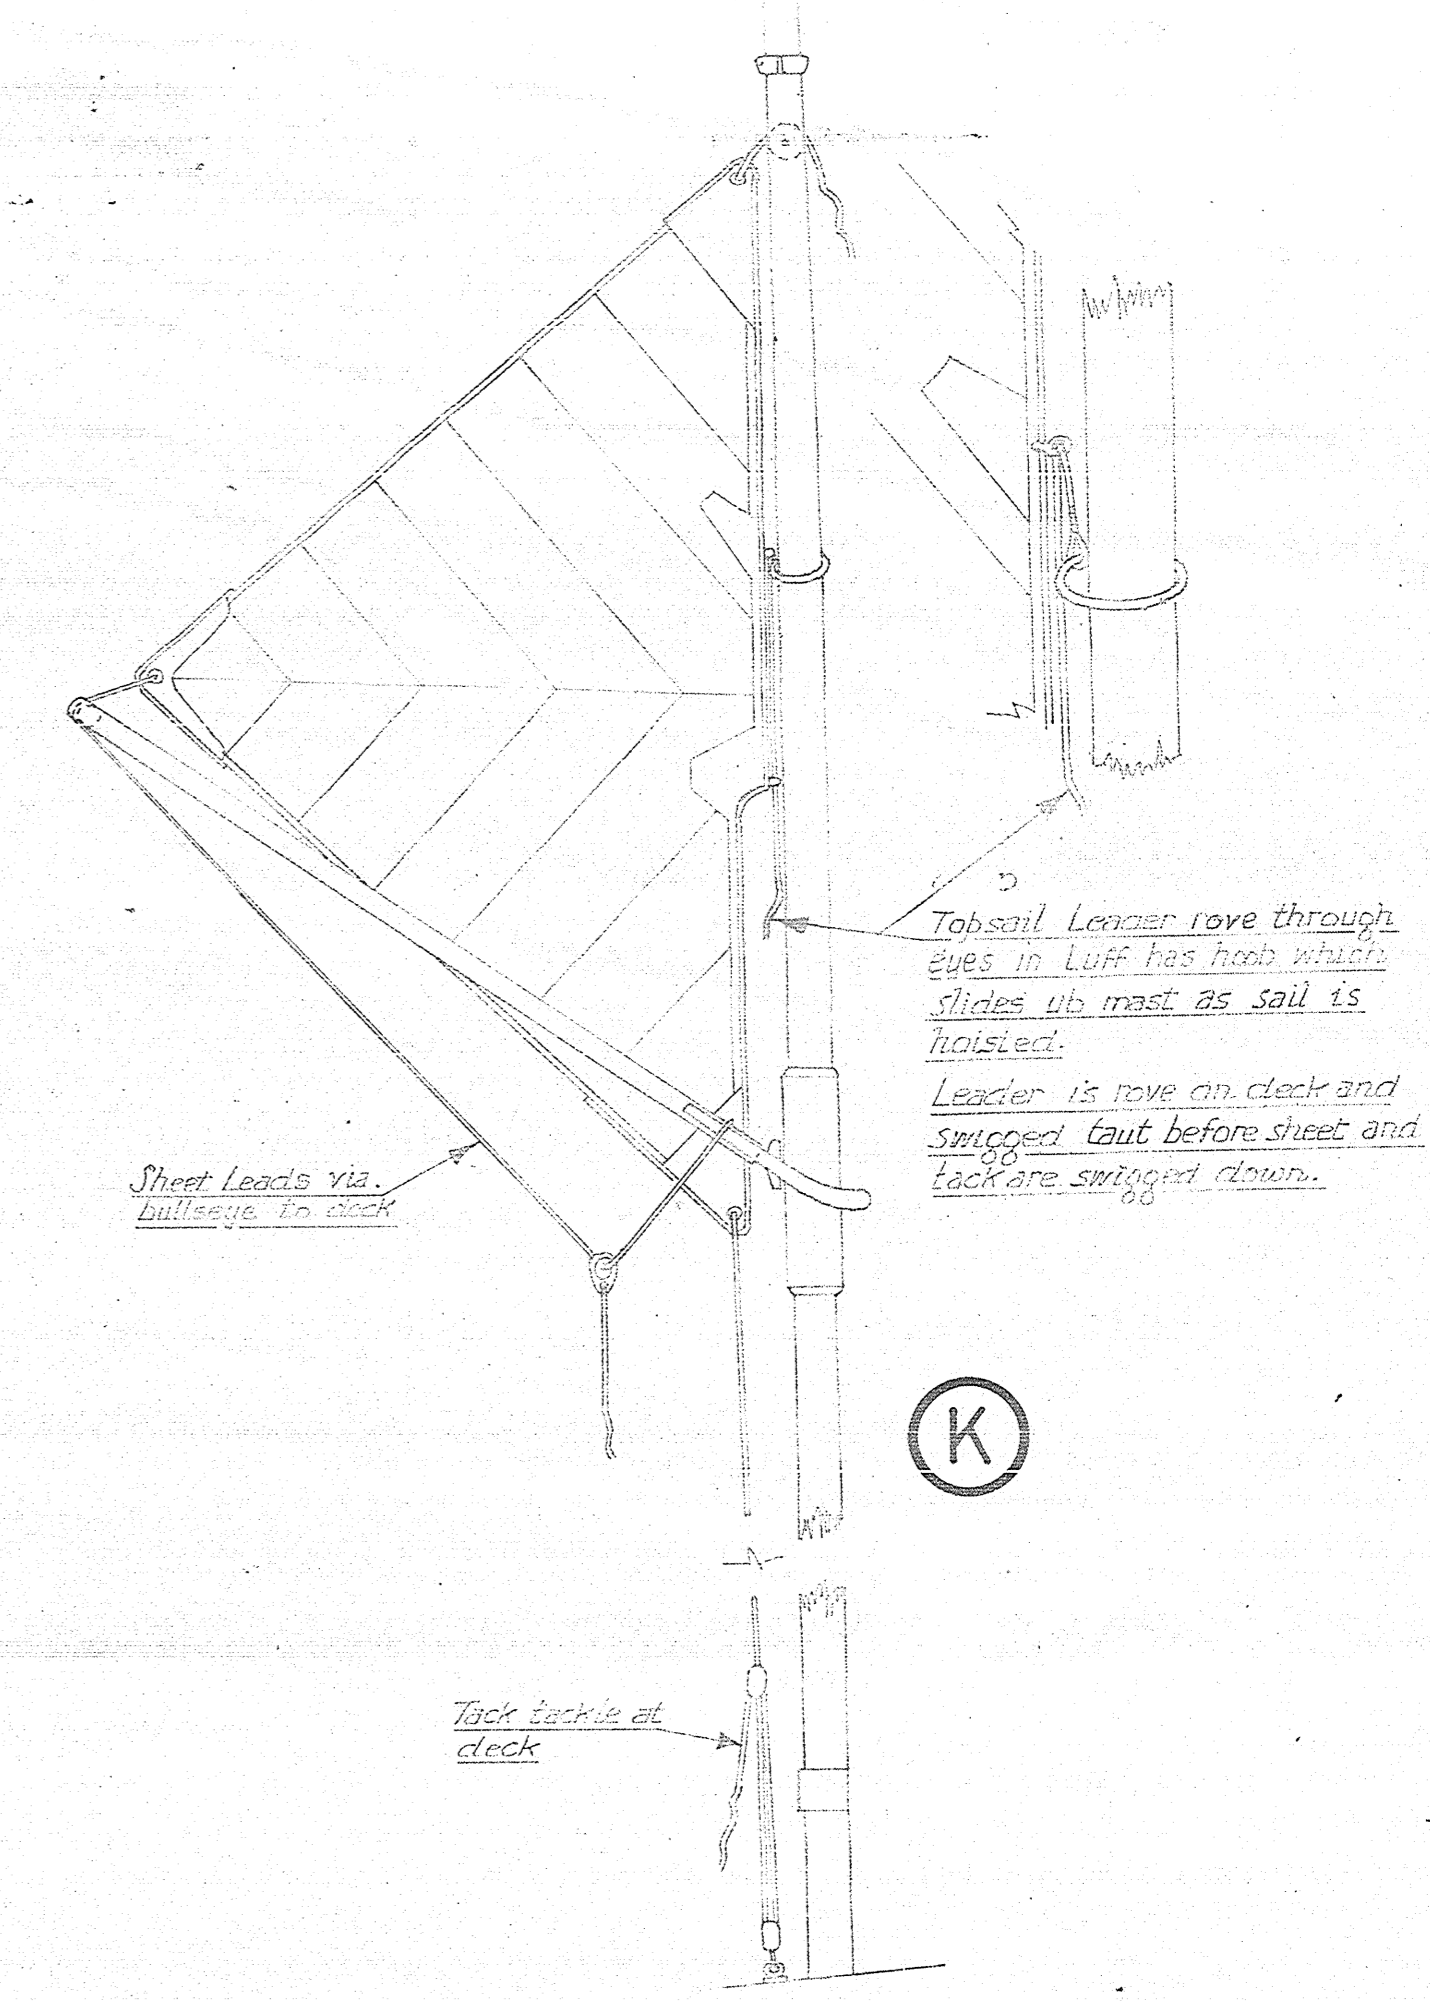 Topsail Leader rove through
eyes in Luff has hoop which
slides up mast as sail is
hoisted.
Leader is rove on deck and
swigged taut before sheet and
tack are swigged down.
Sheet Leads via.
bullseye to deck
K
Tack tackle at
deck